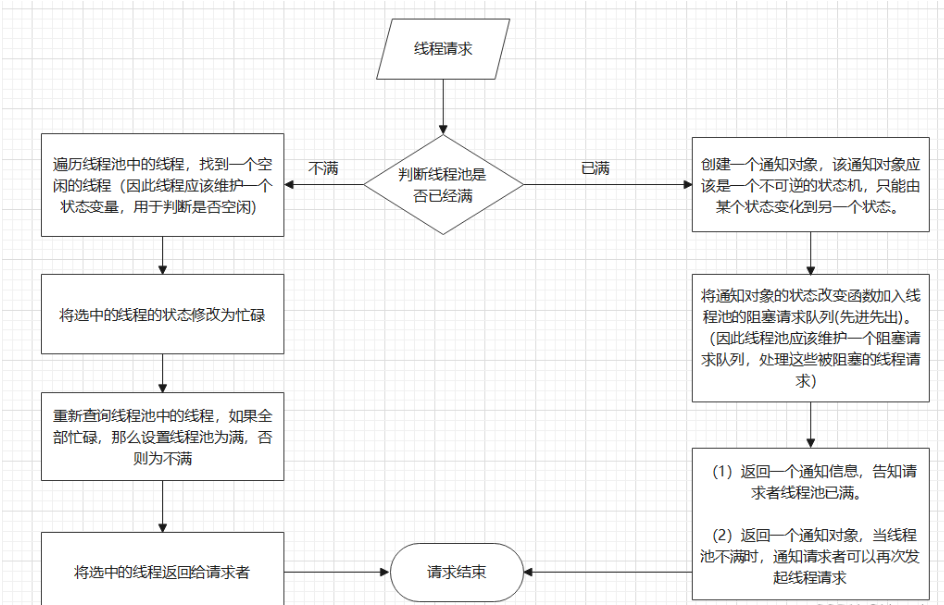 线程请求
判断线程池是
否已经满
不满
已满
遍历线程池中的线程，找到一个空
闲的线程（因此线程应该维护一个
状态变量，用于判断是否空闲）
将选中的线程的状态修改为忙碌
重新查询线程池中的线程，如果全
部忙碌，那么设置线程池为满，否
则为不满
将选中的线程返回给请求者
创建一个通知对象，该通知对象应
该是一个不可逆的状态机，只能由
某个状态变化到另一个状态。
将通知对象的状态改变函数加入线
程池的阻塞请求队列(先进先出)。
（因此线程池应该维护一个阻塞请
求队列，处理这些被阻塞的线程请
求）
（1）返回一个通知信息，告知请
求者线程池已满。
（2）返回一个通知对象，当线程
池不满时，通知请求者可以再次发
起线程请求
请求结束